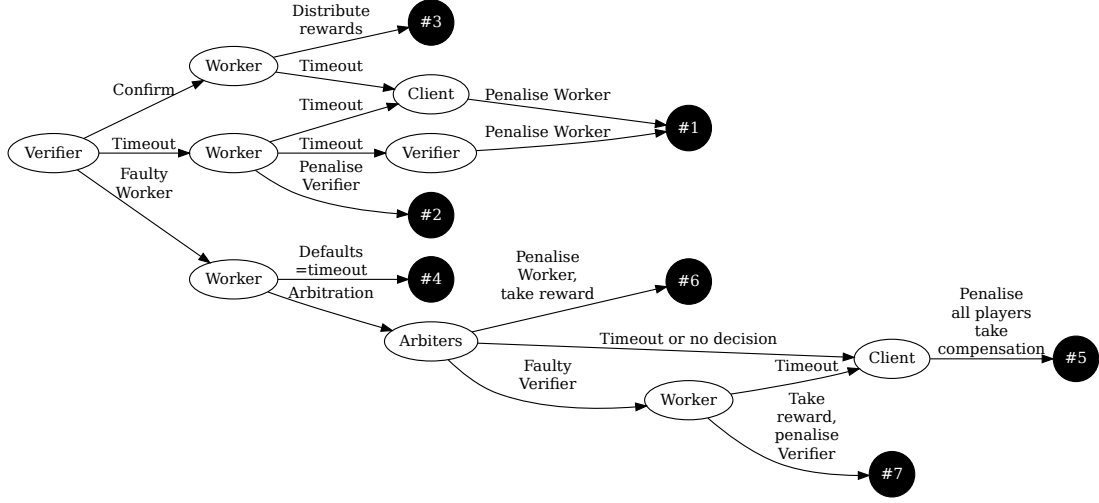 Distribute
rewards
#3
Worker
Timeout
Confirm
Client
Penalise Worker
Timeout
#1
Penalise Worker
Verifier
Timeout
Worker
Timeout
Verifier
Faulty
Worker
Penalise
Verifier
#2
Worker
Defaults
=timeout
#4
Arbitration
Penalise
Worker,
take reward
#6
Arbiters
Timeout or no decision
Client
Penalise
all players
take
compensation
#5
Faulty
Verifier
Worker
Timeout
Take
reward,
penalise
Verifier
#7